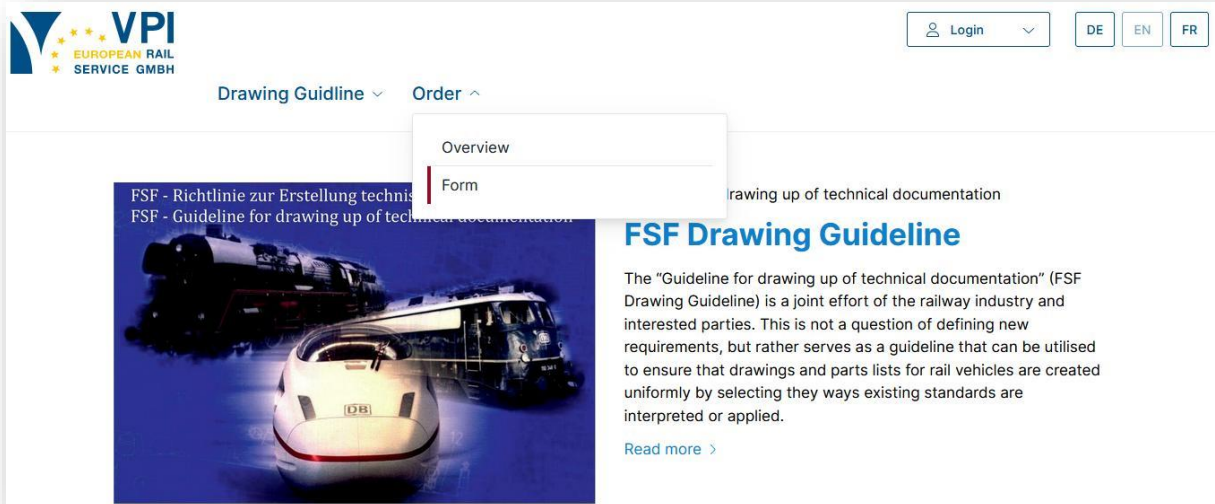 VPI
EUROPEAN RAIL
SERVICE GMBH
Login
DE
EN
FR
Drawing Guidline
Order
Overview
Form
FSF - Richtlinie zur Erstellung technis
FSF - Guideline for drawing up of technical documentation
rawing up of technical documentation
FSF Drawing Guideline
The “Guideline for drawing up of technical documentation” (FSF
Drawing Guideline) is a joint effort of the railway industry and
interested parties. This is not a question of defining new
requirements, but rather serves as a guideline that can be utilised
to ensure that drawings and parts lists for rail vehicles are created
uniformly by selecting they ways existing standards are
interpreted or applied.
Read more
DB